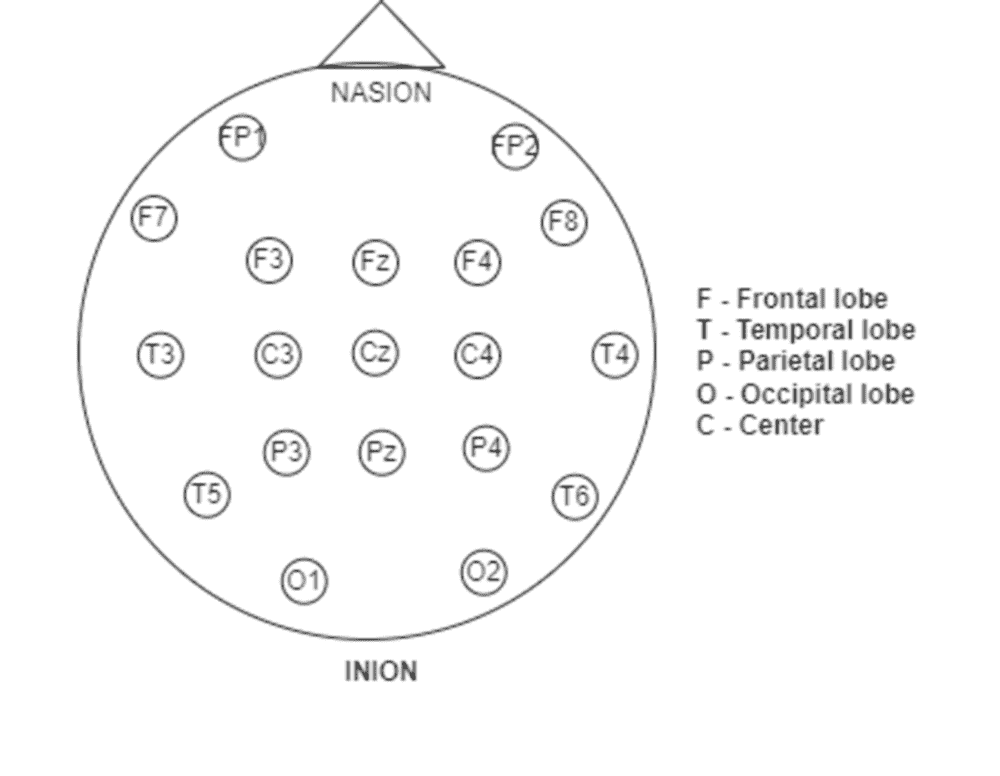 NASION
FP1 FP2
F7 F8
F3 Fz F4
T3 C3 Cz C4 T4
P3 Pz P4
T5 T6
O1 O2
INION
F - Frontal lobe
T - Temporal lobe
P - Parietal lobe
O - Occipital lobe
C - Center